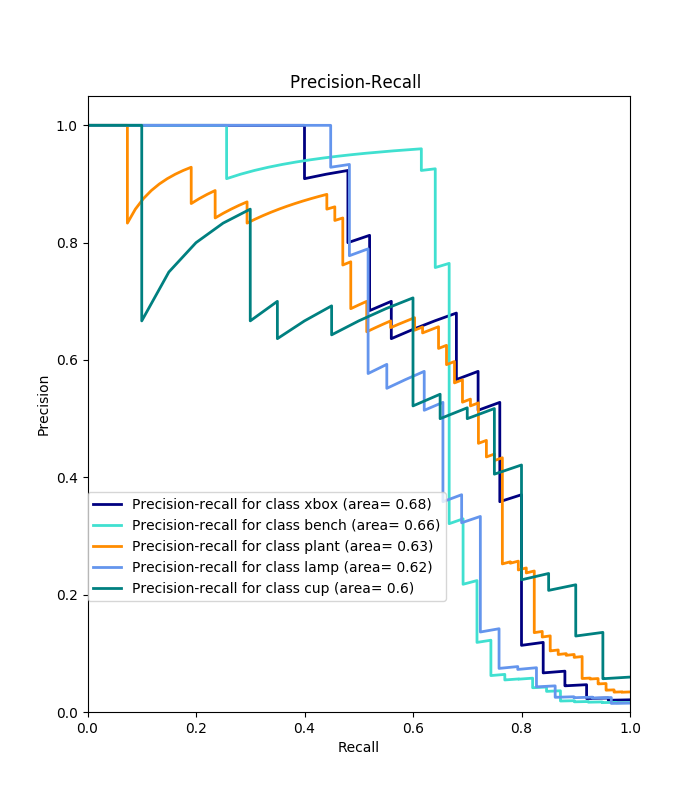 Precision-Recall
1.0
0.8
0.6
0.4
0.2
0.0
Precision
Precision-recall for class xbox (area= 0.68)
Precision-recall for class bench (area= 0.66)
Precision-recall for class plant (area= 0.63)
Precision-recall for class lamp (area= 0.62)
Precision-recall for class cup (area= 0.6)
0.0 0.2 0.4 0.6 0.8 1.0
Recall